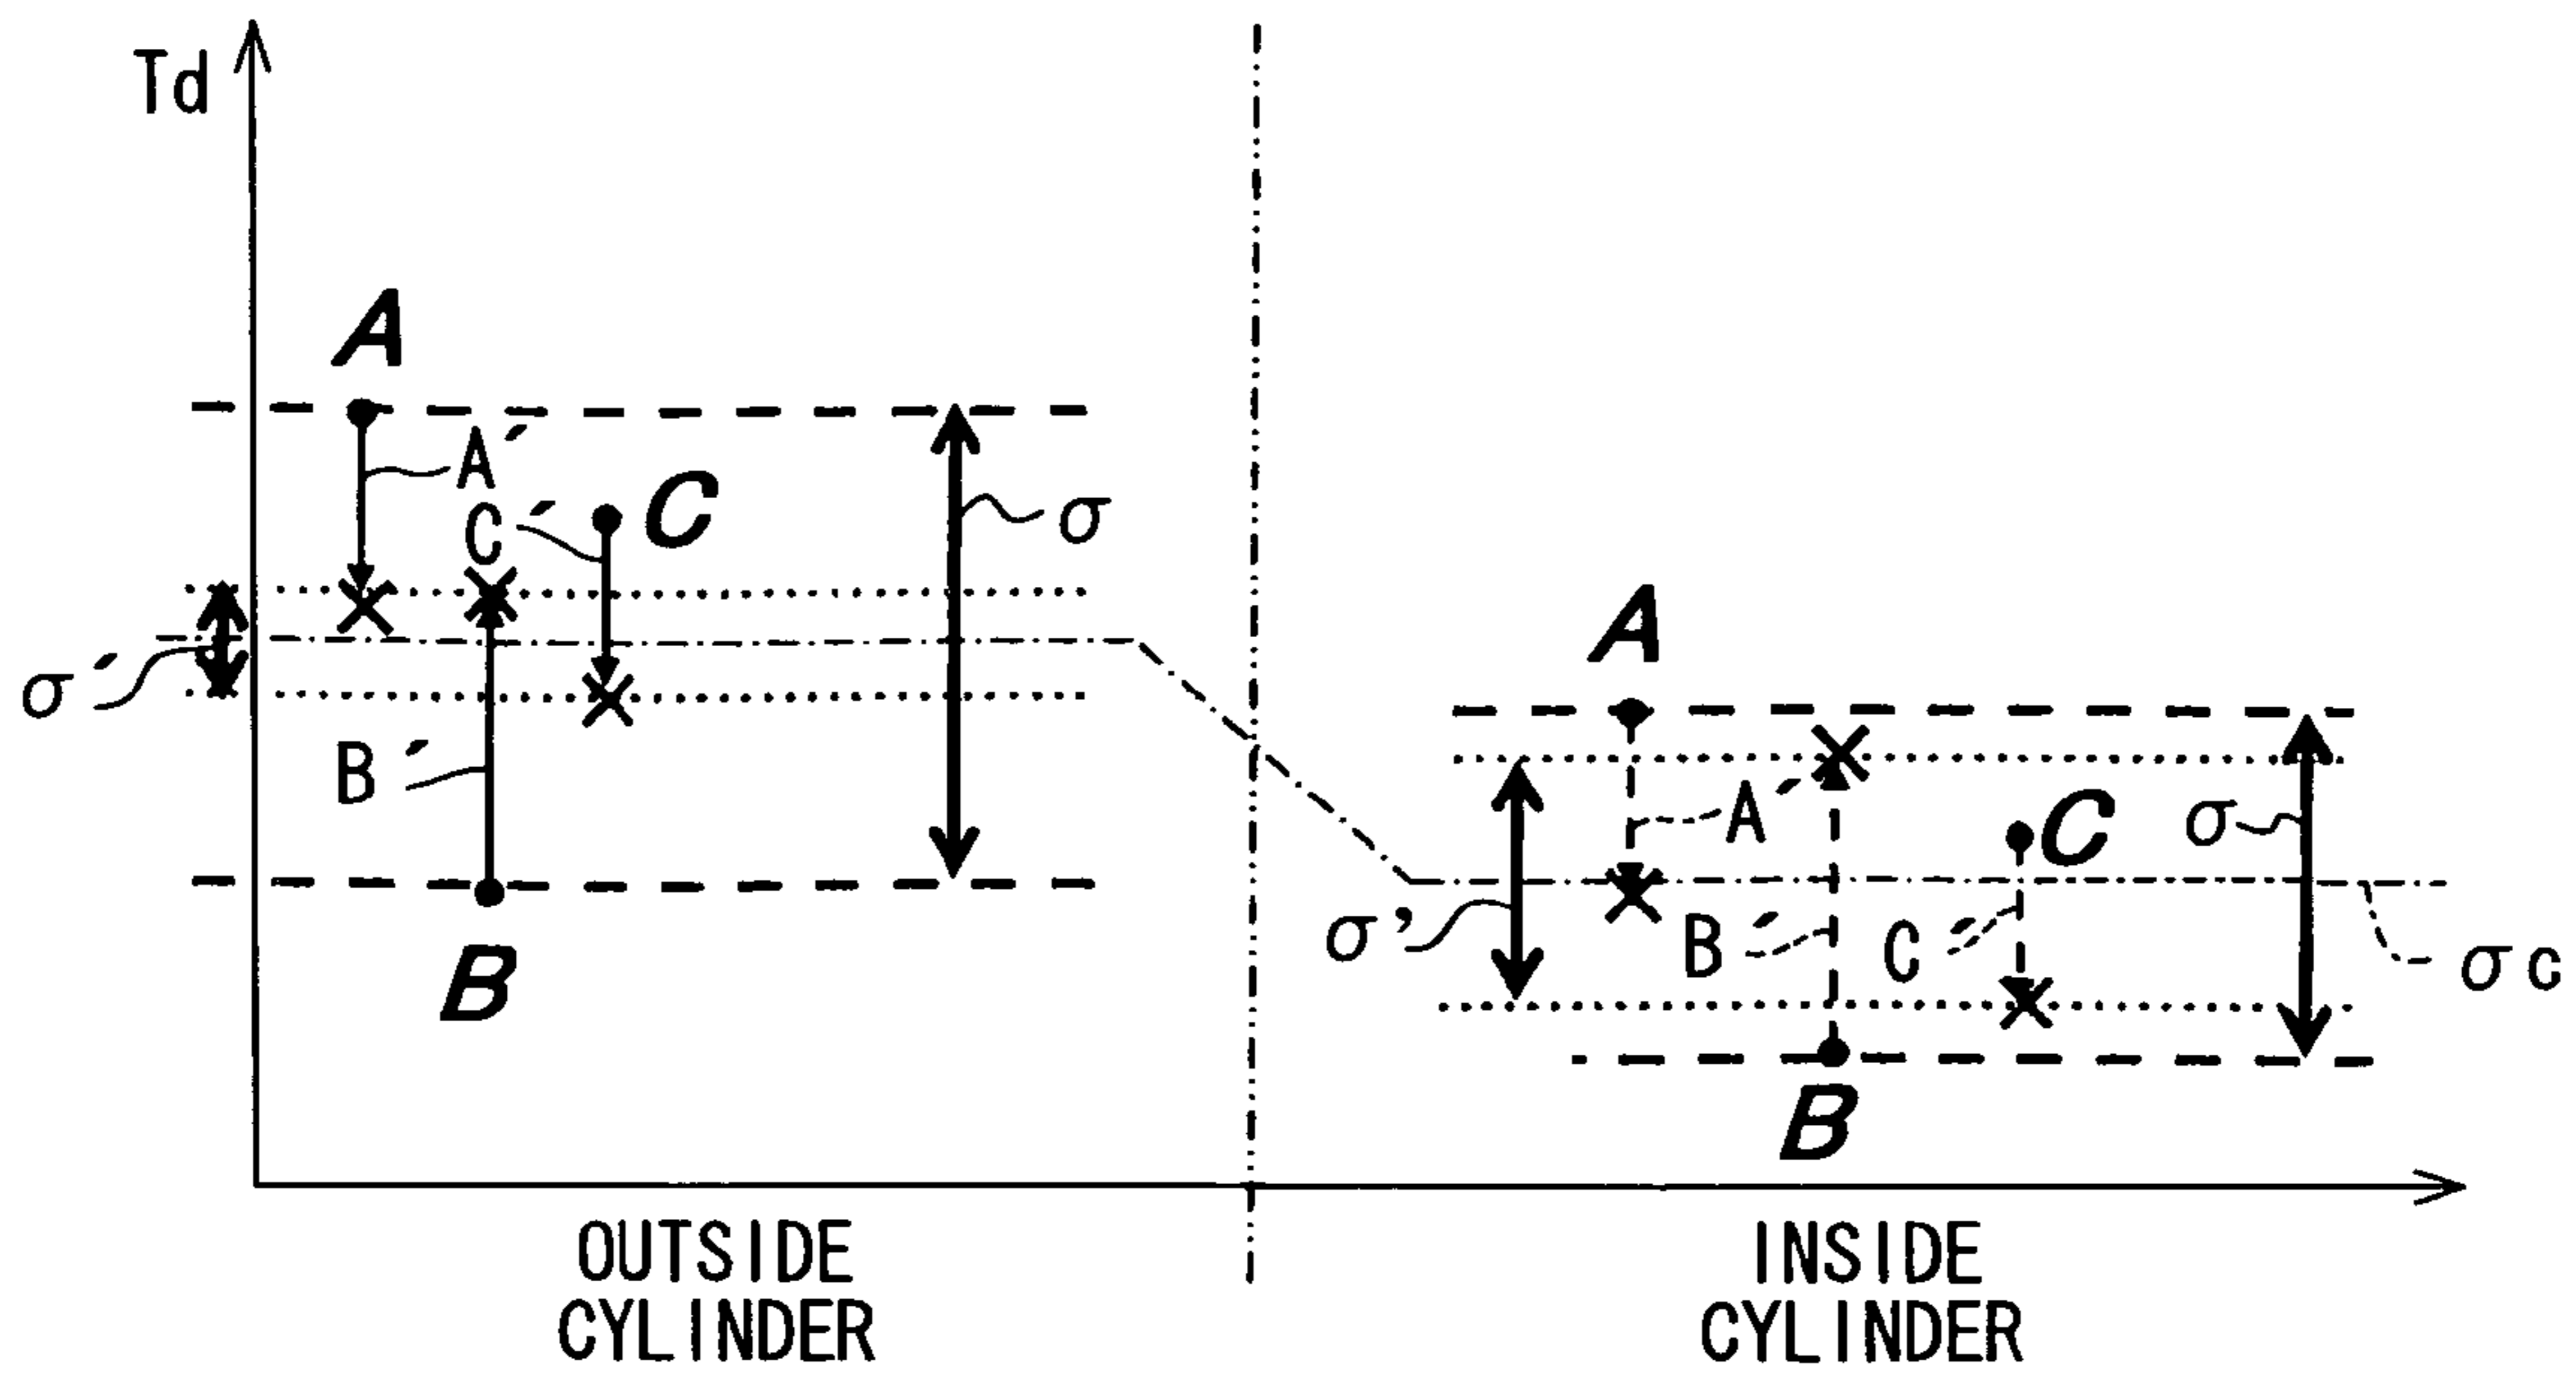 Td
A
A´
C´
C
σ
σ´
B´
B
A
A´
C
σ
σ’
B´
C´
σc
B
OUTSIDE
CYLINDER
INSIDE
CYLINDER